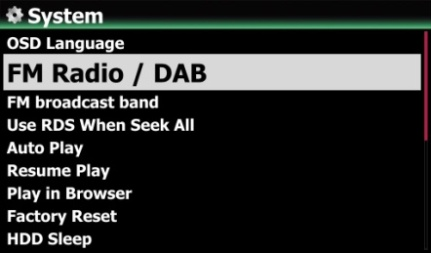 System
OSD Language
FM Radio / DAB
FM broadcast band
Use RDS When Seek All
Auto Play
Resume Play
Play in Browser
Factory Reset
HDD Sleep